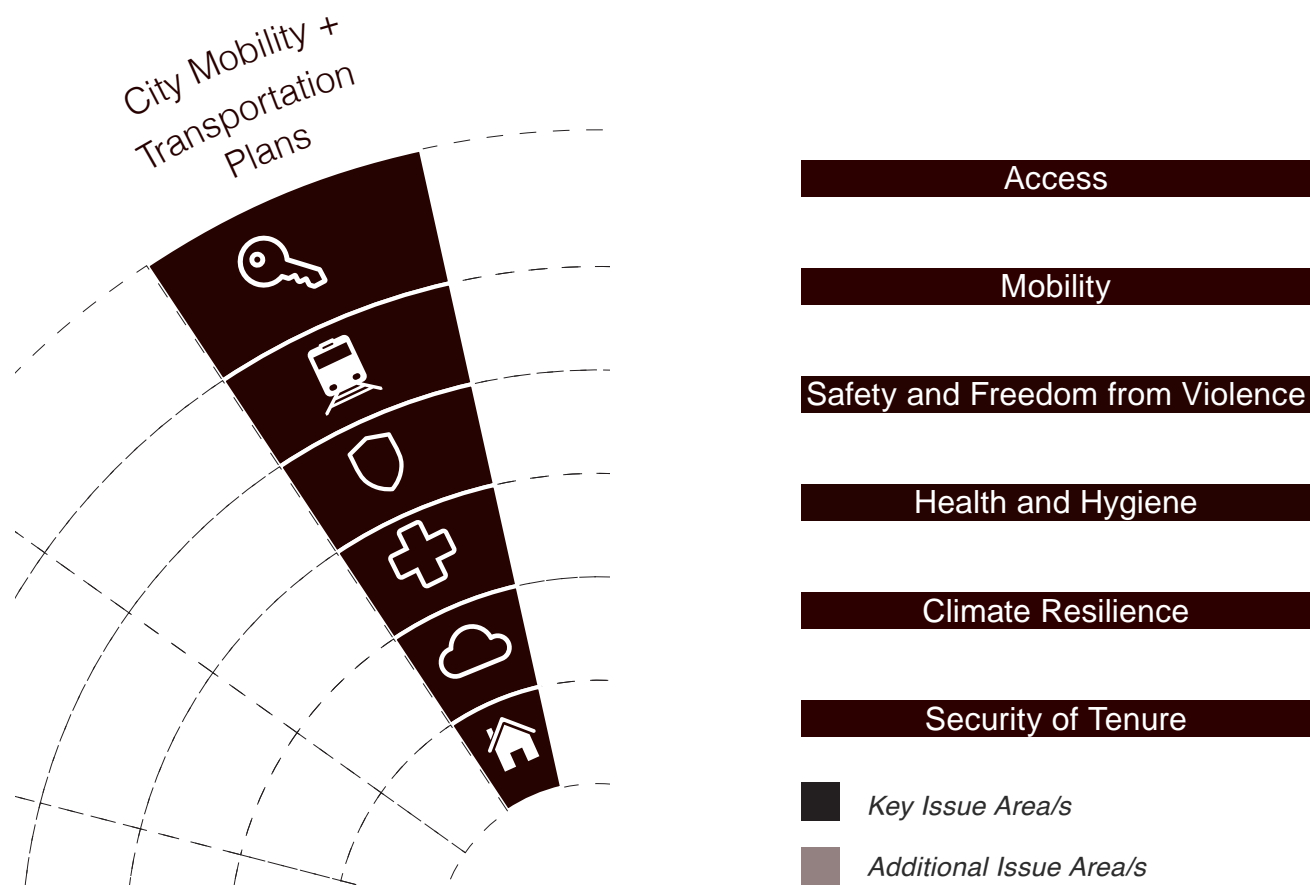 City Mobility +
Transportation
Plans
Access
Mobility
Safety and Freedom from Violence
Health and Hygiene
Climate Resilience
Security of Tenure
Key Issue Area/s
Additional Issue Area/s